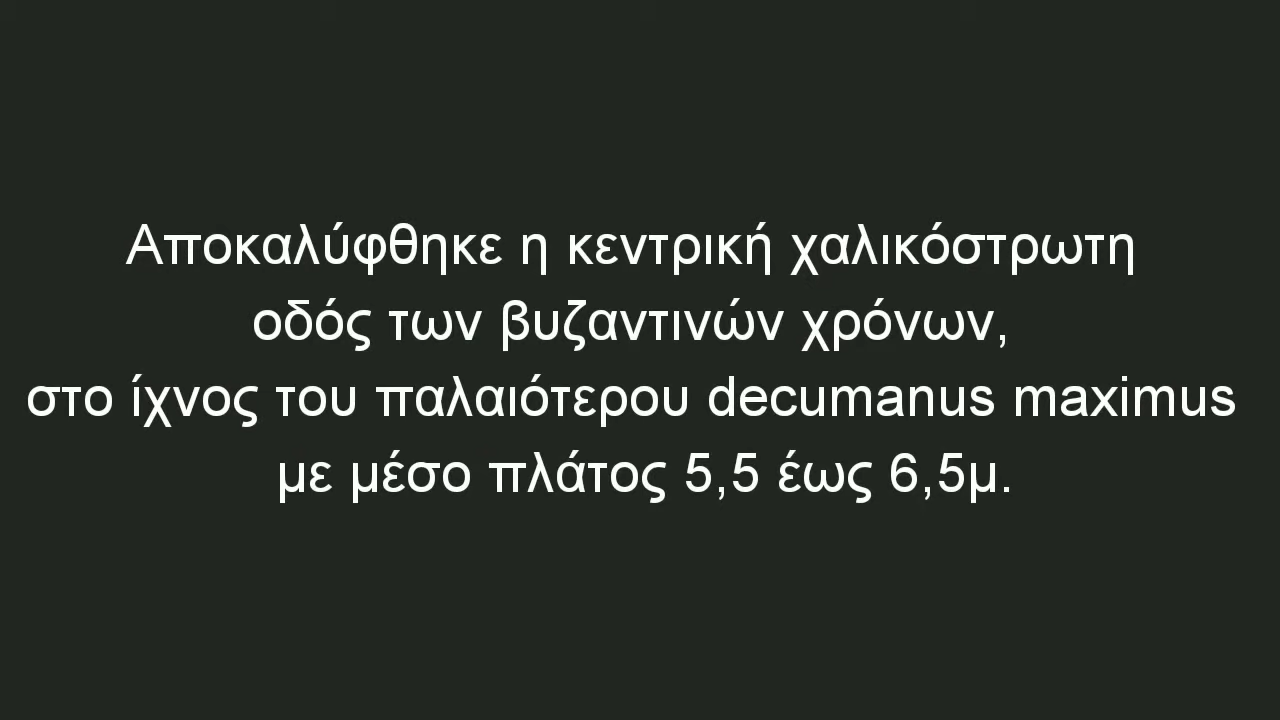 Αποκαλύφθηκε η κεντρική χαλικόστρωτη
οδός των βυζαντινών χρόνων,
στο ίχνος του παλαιότερου decumanus maximus
με μέσο πλάτος 5,5 έως 6,5μ.